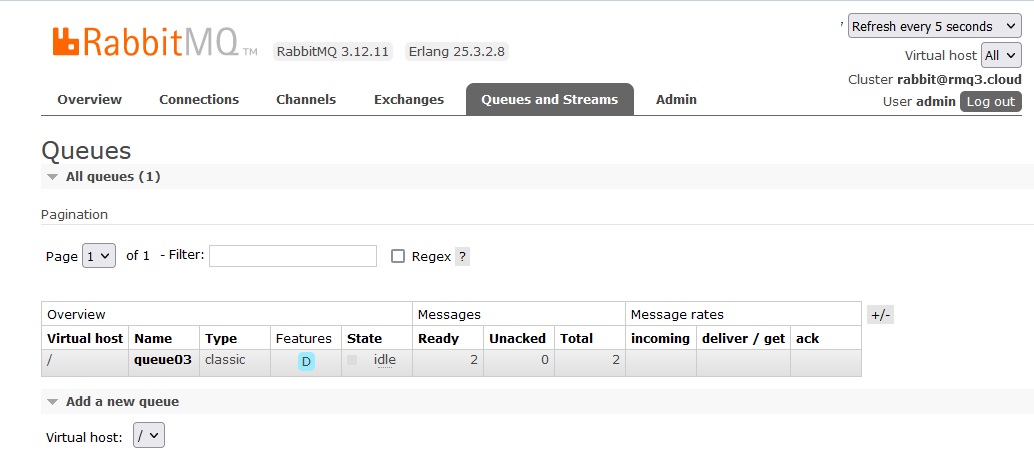 RabbitMQ TM RabbitMQ 3.12.11 Erlang 25.3.2.8
Refresh every 5 seconds
Virtual host All
Cluster rabbit@rmq3.cloud
User admin Log out
Overview Connections Channels Exchanges Queues and Streams Admin
Queues
All queues (1)
Pagination
Page 1 of 1 - Filter: Regex ?
Overview Messages Message rates +/-
Virtual host Name Type Features State Ready Unacked Total incoming deliver / get ack
/ queue03 classic D idle 2 0 2
Add a new queue
Virtual host: /